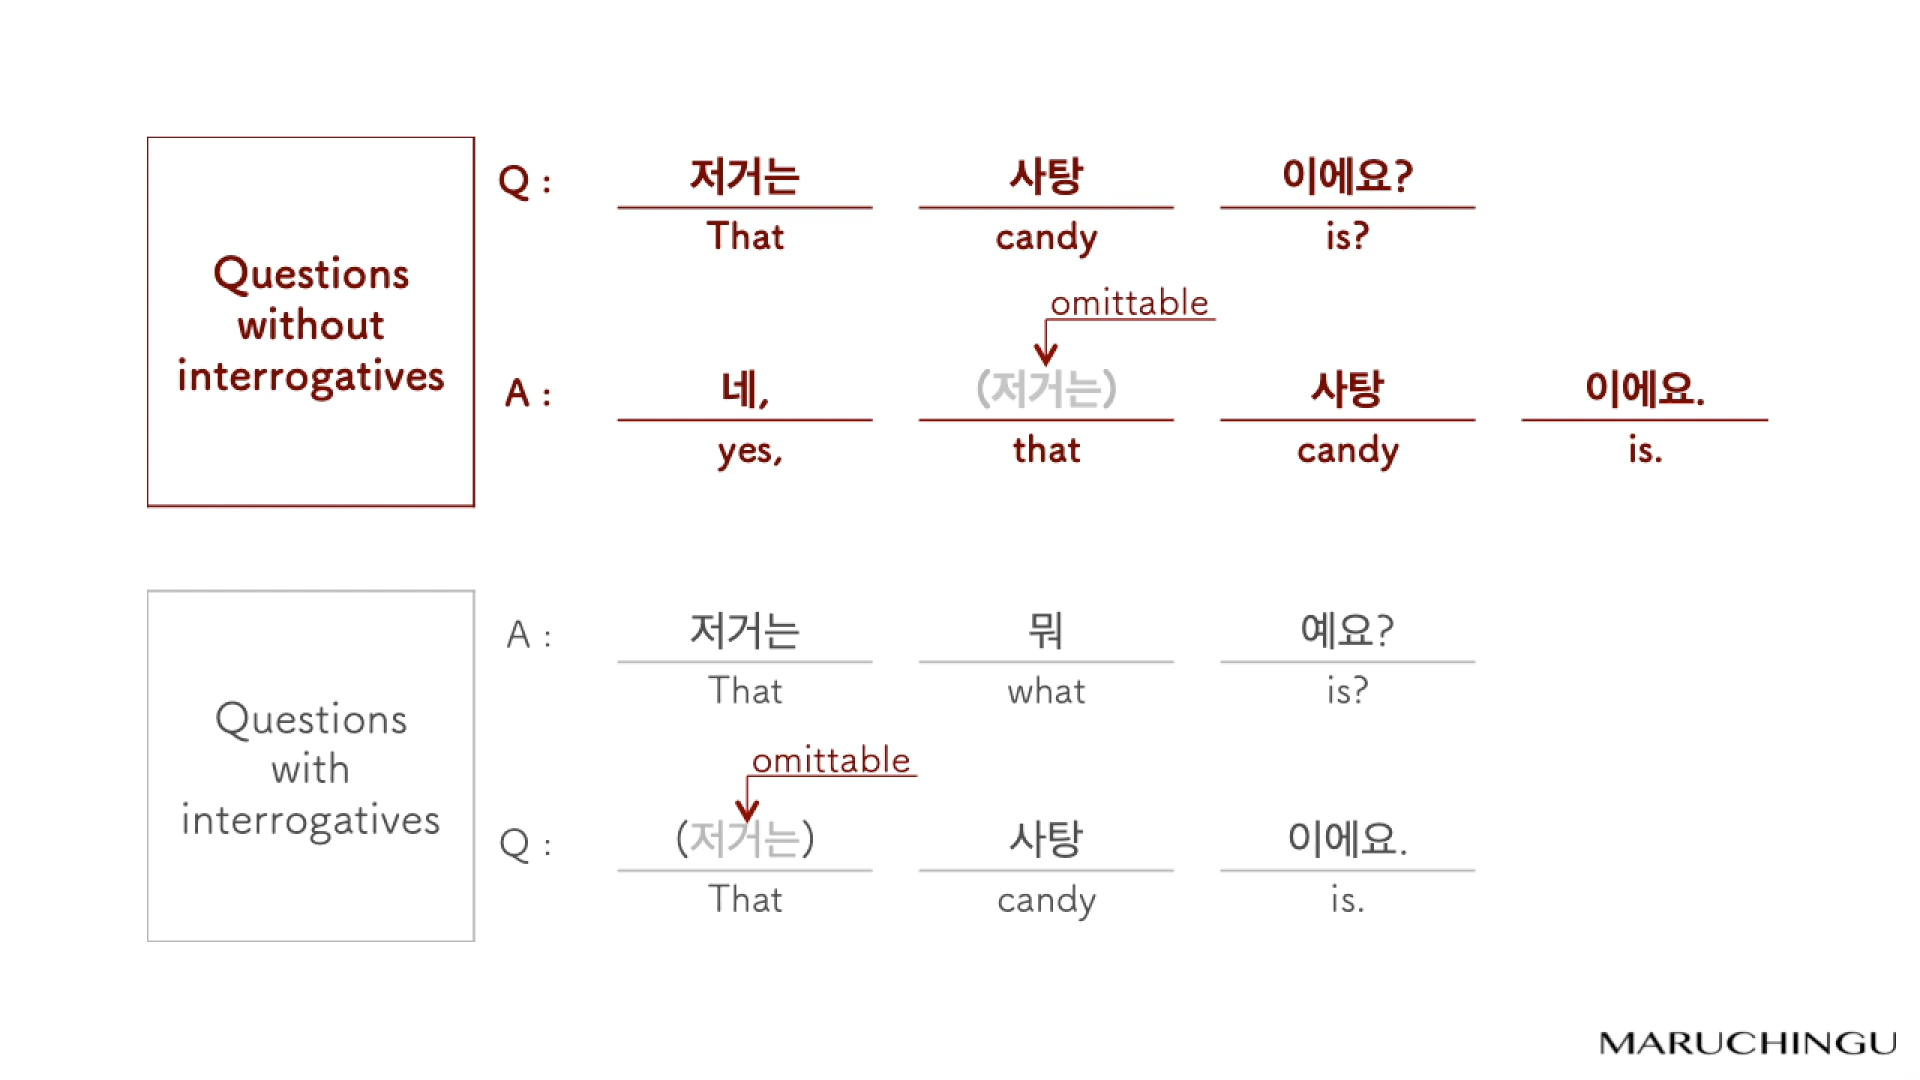 Questions
without
interrogatives
Q : 저거는 사탕 이에요?
That candy is?
omittable
A : 네, (저거는) 사탕 이에요.
yes, that candy is.
Questions
with
interrogatives
A : 저거는 뭐 예요?
That what is?
omittable
Q : (저거는) 사탕 이에요.
That candy is.
MARUCHINGU